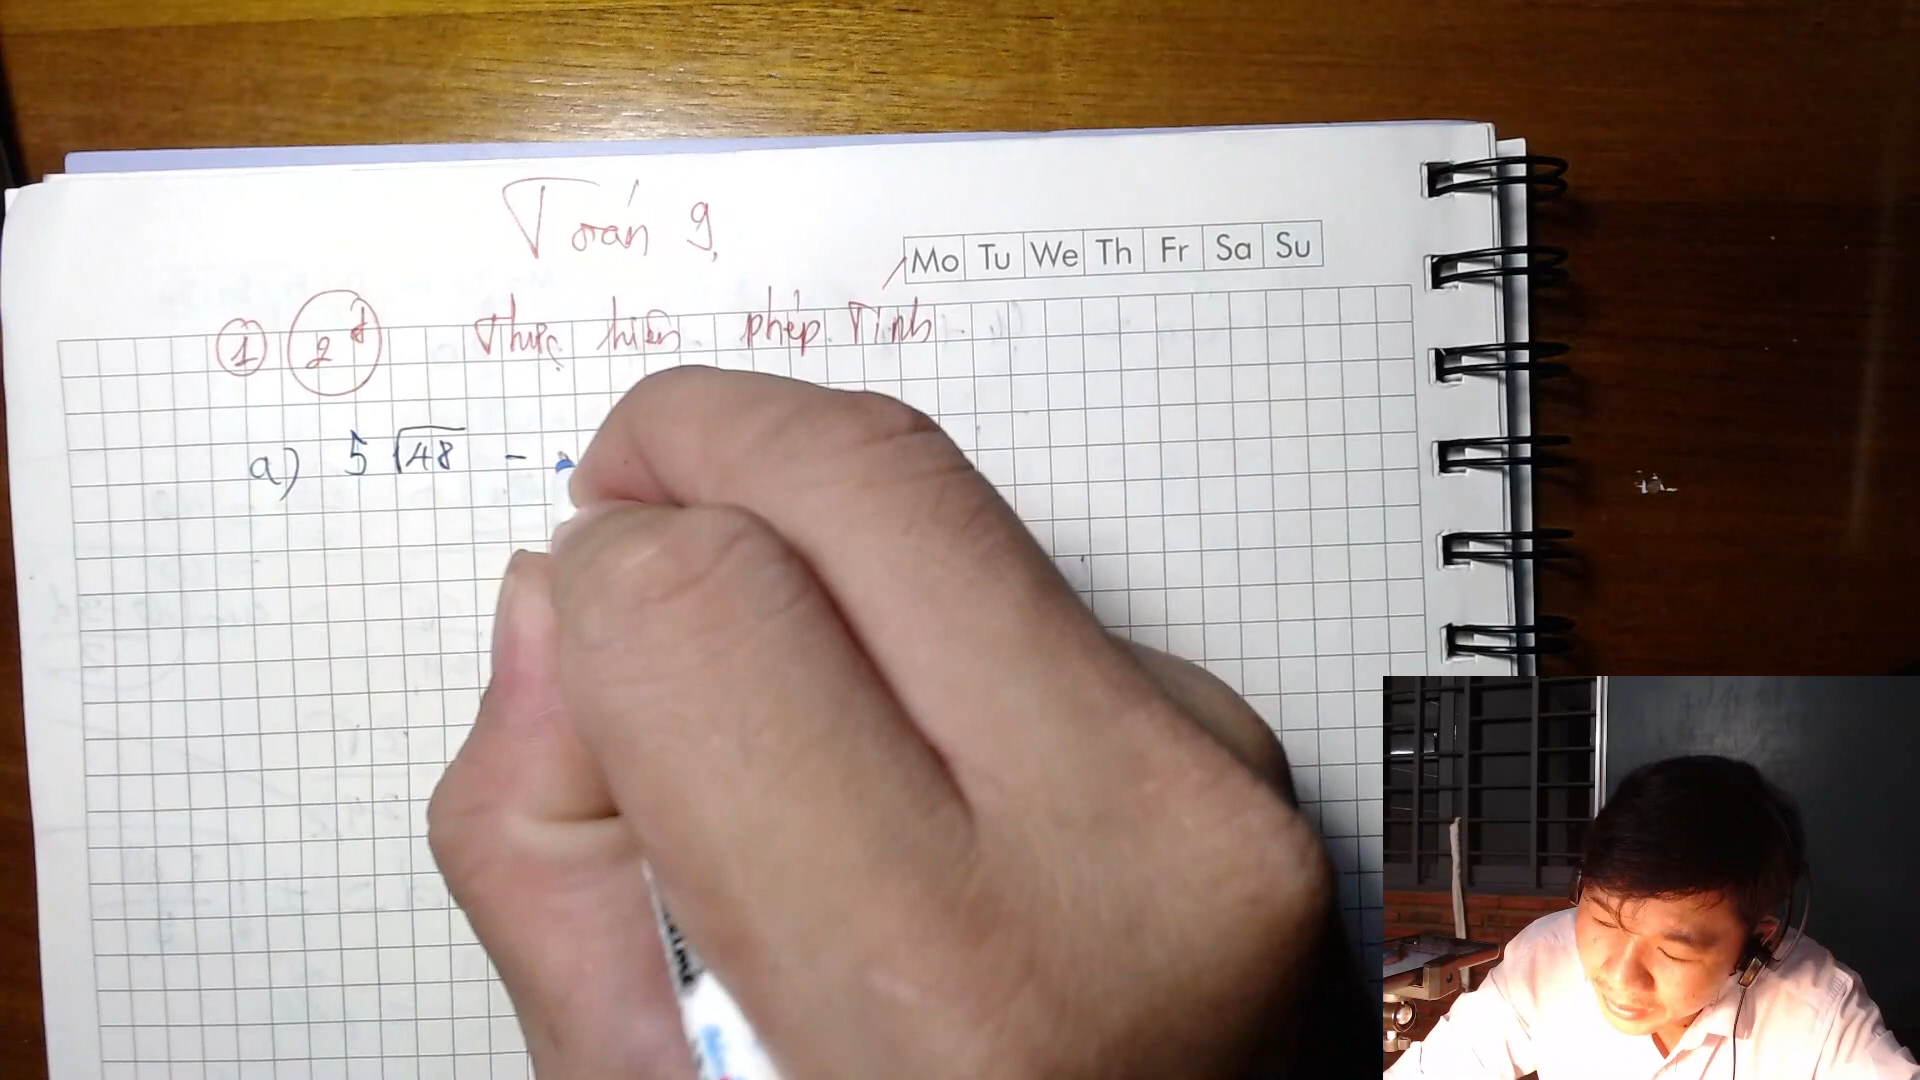 Toán 9
Mo Tu We Th Fr Sa Su
① 2đ Thực hiện phép tính
a) 5 √48 -